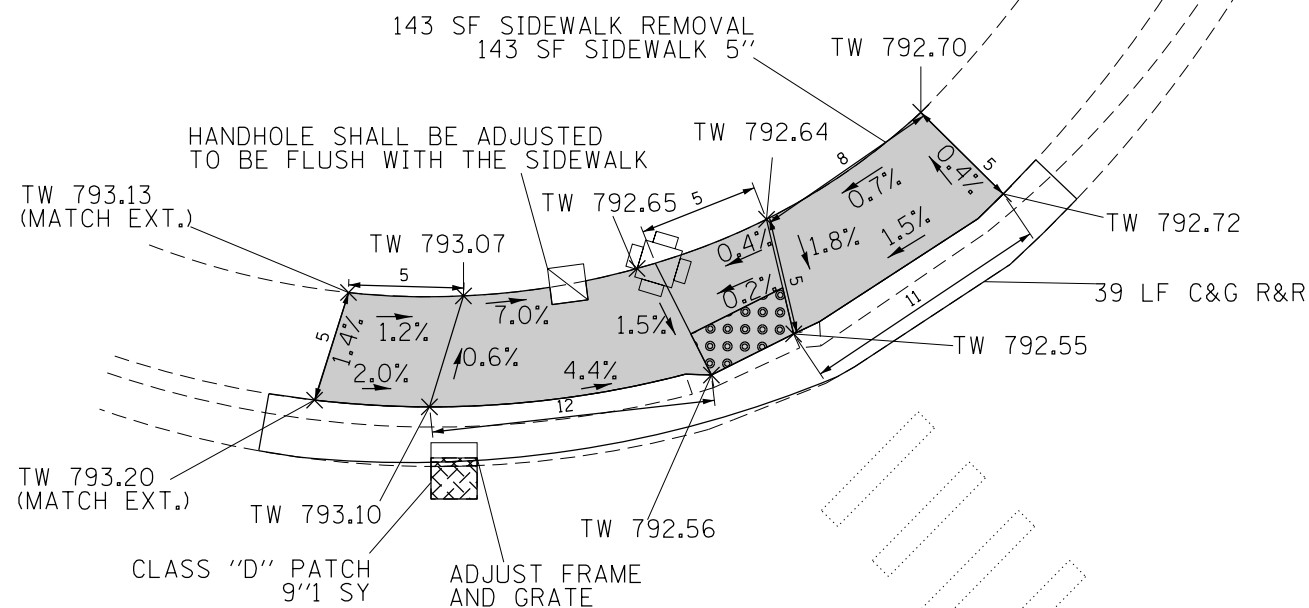 143 SF SIDEWALK REMOVAL
143 SF SIDEWALK 5"
TW 792.70
HANDHOLE SHALL BE ADJUSTED
TO BE FLUSH WITH THE SIDEWALK
TW 792.64
8
5
0.4%
TW 793.13
(MATCH EXT.)
TW 792.65
5
0.7%
TW 792.72
TW 793.07
0.4%
1.8%
1.5%
5
0.2%
5
11
39 LF C&G R&R
5
1.4%
1.2%
7.0%
1.5%
2.0%
0.6%
4.4%
TW 792.55
12
TW 793.20
(MATCH EXT.)
TW 793.10
TW 792.56
CLASS "D" PATCH
9"1 SY
ADJUST FRAME
AND GRATE